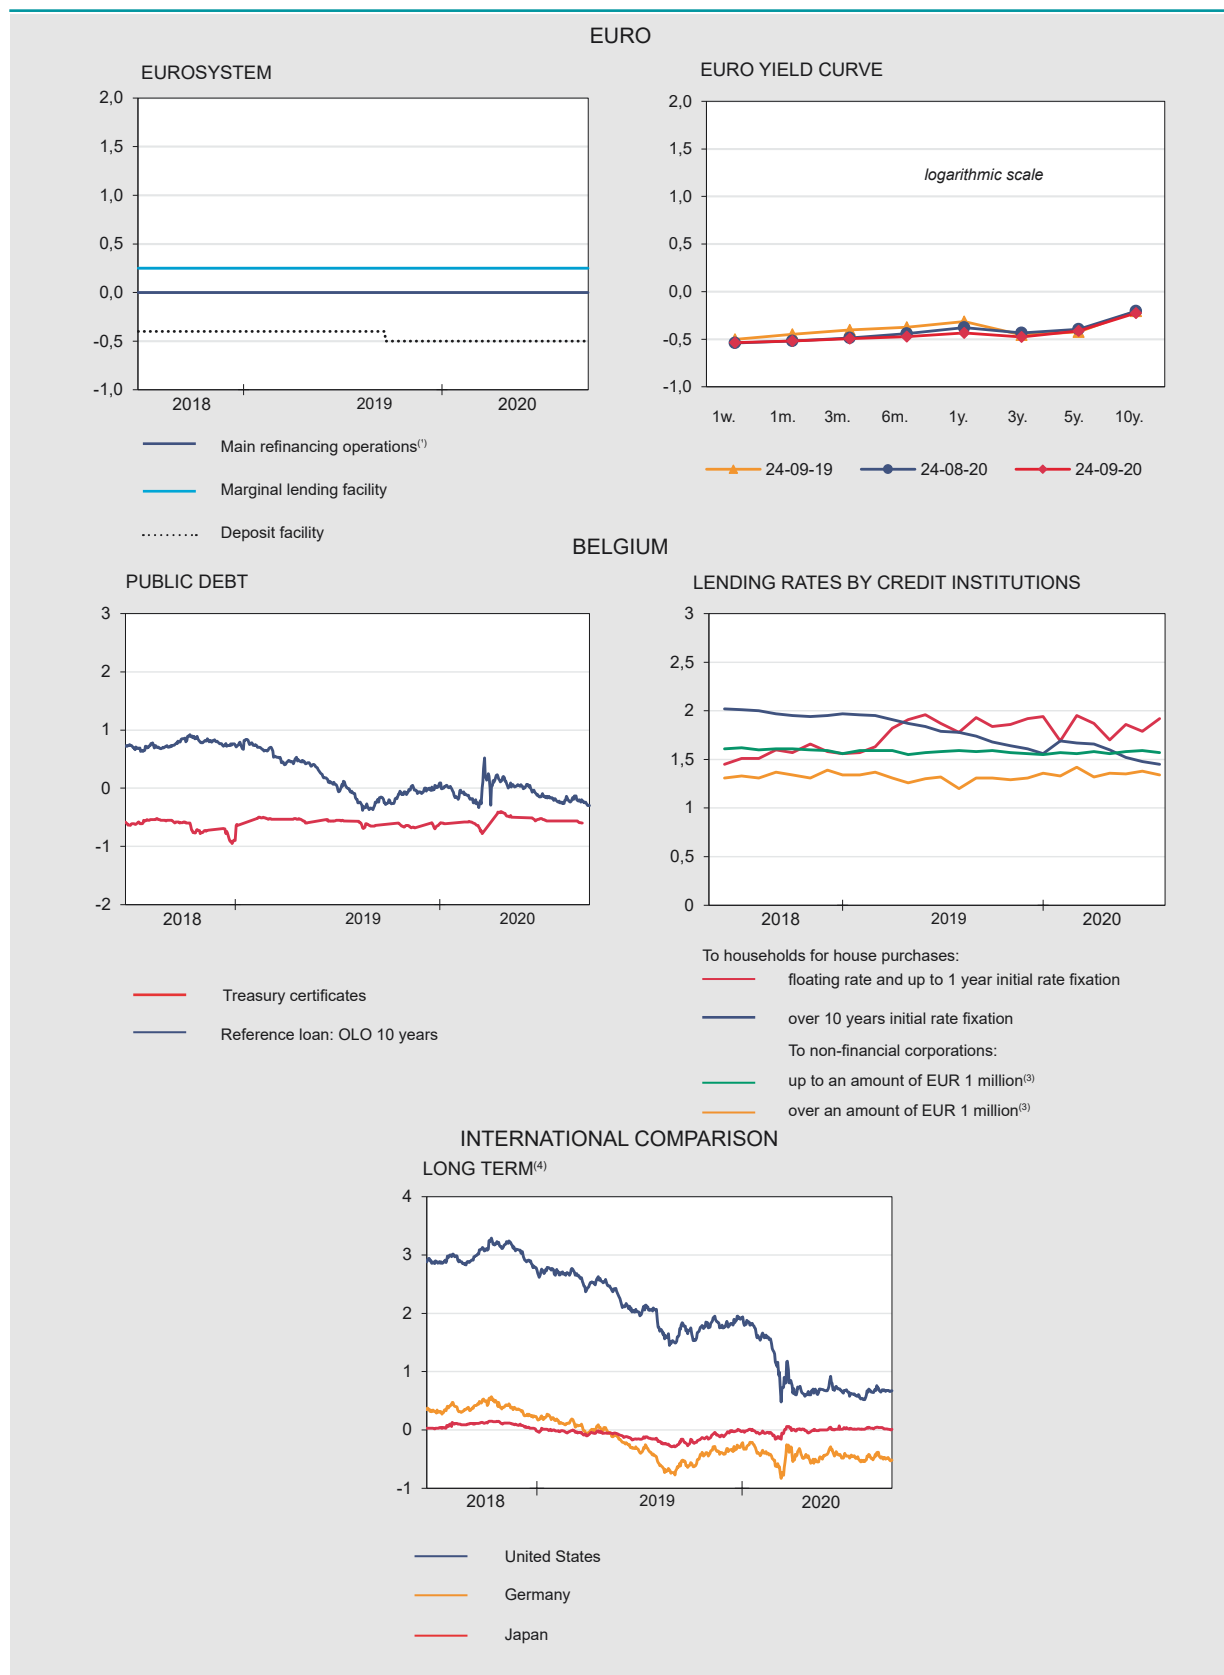 EURO
EUROSYSTEM
2,0
1,5
1,0
0,5
0,0
-0,5
-1,0
2018 2019 2020
Main refinancing operations(¹)
Marginal lending facility
Deposit facility
EURO YIELD CURVE
2,0
1,5
1,0
0,5
0,0
-0,5
-1,0
logarithmic scale
1w. 1m. 3m. 6m. 1y. 3y. 5y. 10y.
24-09-19 24-08-20 24-09-20
BELGIUM
PUBLIC DEBT
3
2
1
0
-1
-2
2018 2019 2020
Treasury certificates
Reference loan: OLO 10 years
LENDING RATES BY CREDIT INSTITUTIONS
3
2,5
2
1,5
1
0,5
0
2018 2019 2020
To households for house purchases:
floating rate and up to 1 year initial rate fixation
over 10 years initial rate fixation
To non-financial corporations:
up to an amount of EUR 1 million(3)
over an amount of EUR 1 million(3)
INTERNATIONAL COMPARISON
LONG TERM(4)
4
3
2
1
0
-1
2018 2019 2020
United States
Germany
Japan